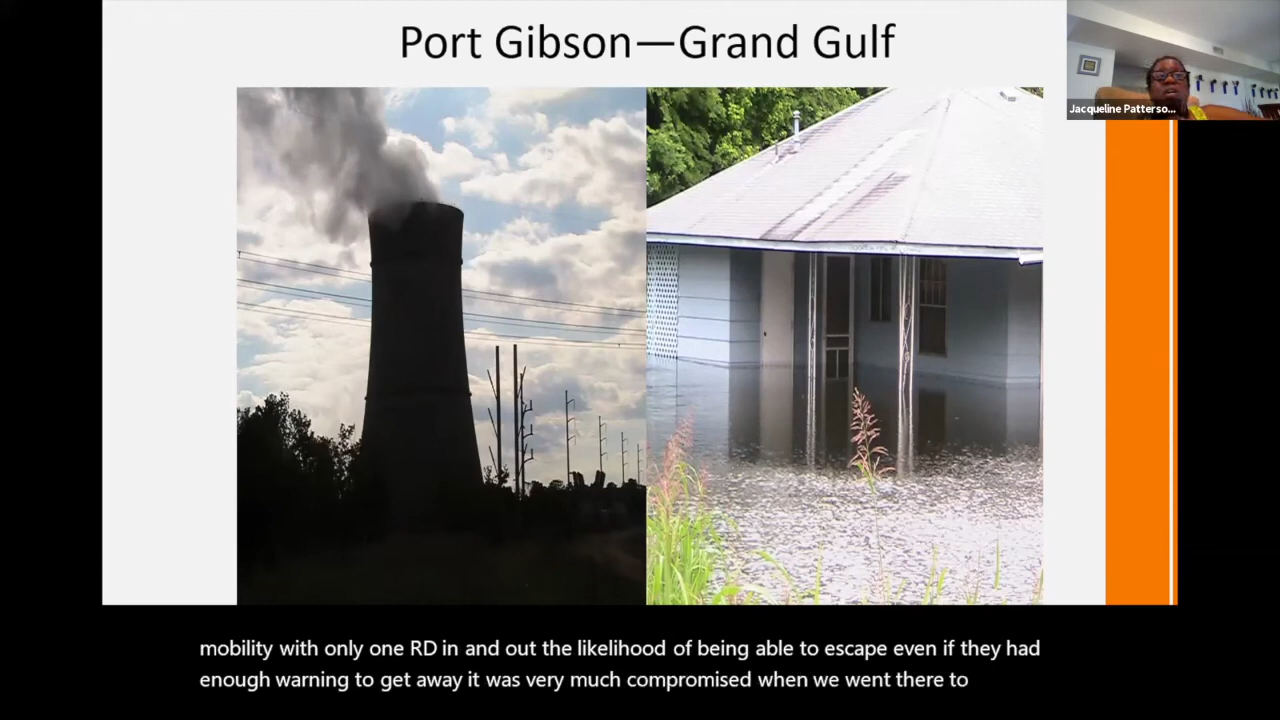 Port Gibson—Grand Gulf
Jacqueline Patterso...
mobility with only one RD in and out the likelihood of being able to escape even if they had
enough warning to get away it was very much compromised when we went there to